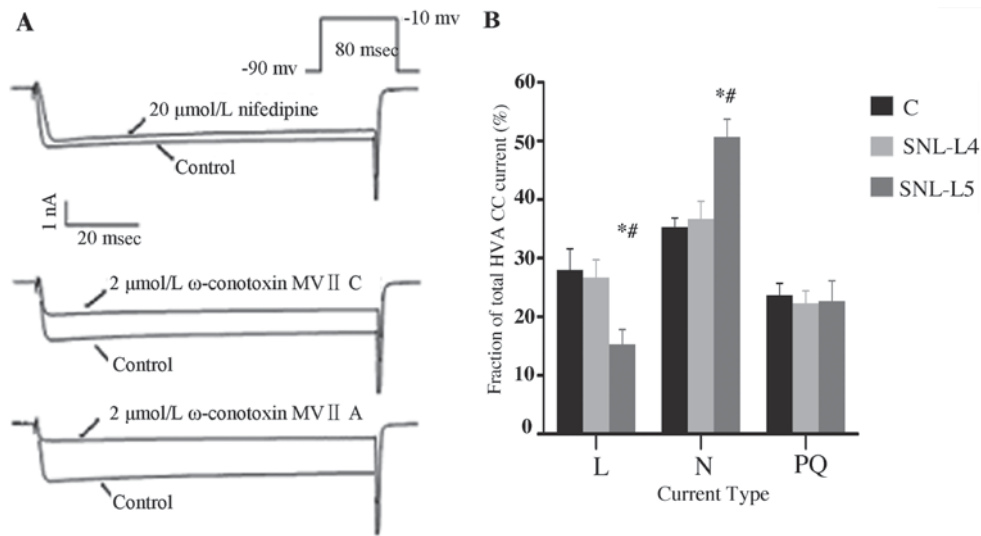 A
-10 mv
80 msec
-90 mv
20 μmol/L nifedipine
Control
1 nA
20 msec
2 μmol/L ω-conotoxin MVⅡ C
Control
2 μmol/L ω-conotoxin MVⅡ A
Control
B
Fraction of total HVA CC current (%)
60
50
40
30
20
10
0
*#
*#
L
N
PQ
Current Type
C
SNL-L4
SNL-L5